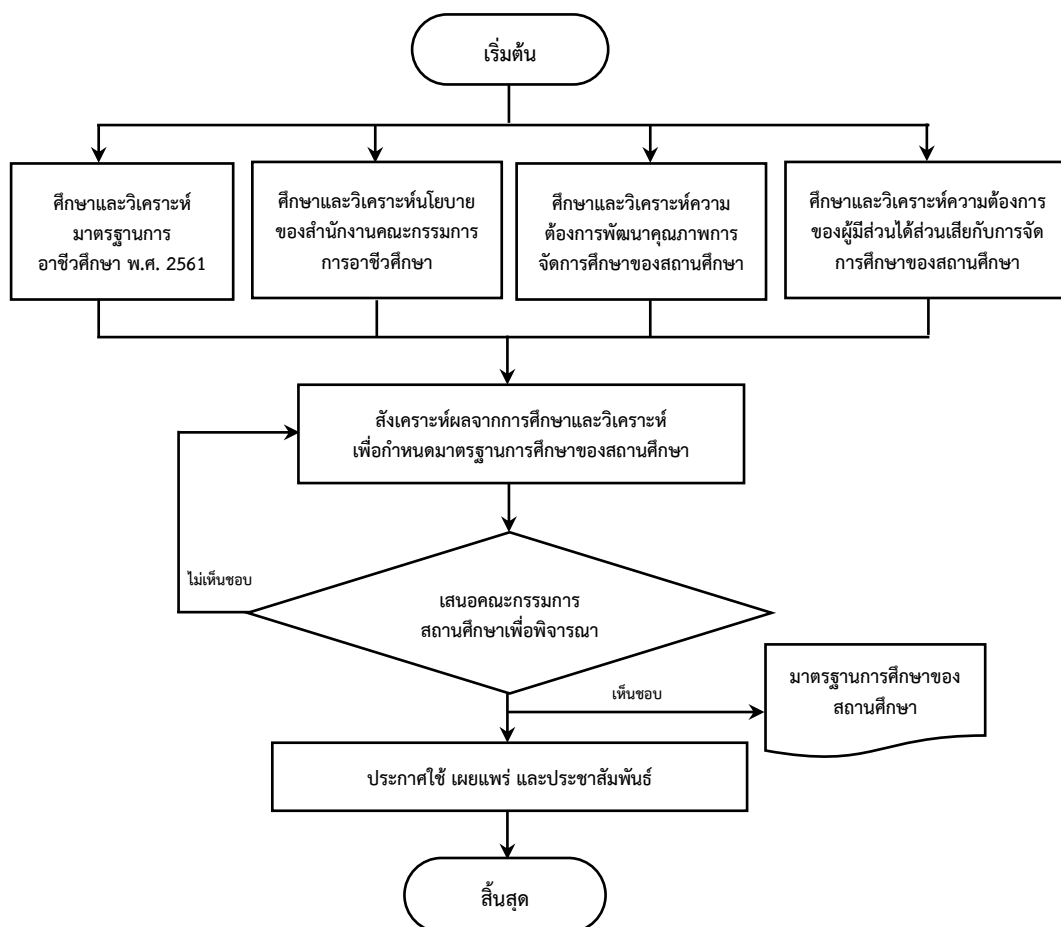 เริ่มต้น
ศึกษาและวิเคราะห์
มาตรฐานการ
อาชีวศึกษา พ.ศ. 2561
ศึกษาและวิเคราะห์นโยบาย
ของสำนักงานคณะกรรมการ
การอาชีวศึกษา
ศึกษาและวิเคราะห์ความ
ต้องการพัฒนาคุณภาพการ
จัดการศึกษาของสถานศึกษา
ศึกษาและวิเคราะห์ความต้องการ
ของผู้มีส่วนได้ส่วนเสียกับการจัด
การศึกษาของสถานศึกษา
สังเคราะห์ผลจากการศึกษาและวิเคราะห์
เพื่อกำหนดมาตรฐานการศึกษาของสถานศึกษา
ไม่เห็นชอบ
เสนอคณะกรรมการ
สถานศึกษาเพื่อพิจารณา
เห็นชอบ
มาตรฐานการศึกษาของ
สถานศึกษา
ประกาศใช้ เผยแพร่ และประชาสัมพันธ์
สิ้นสุด